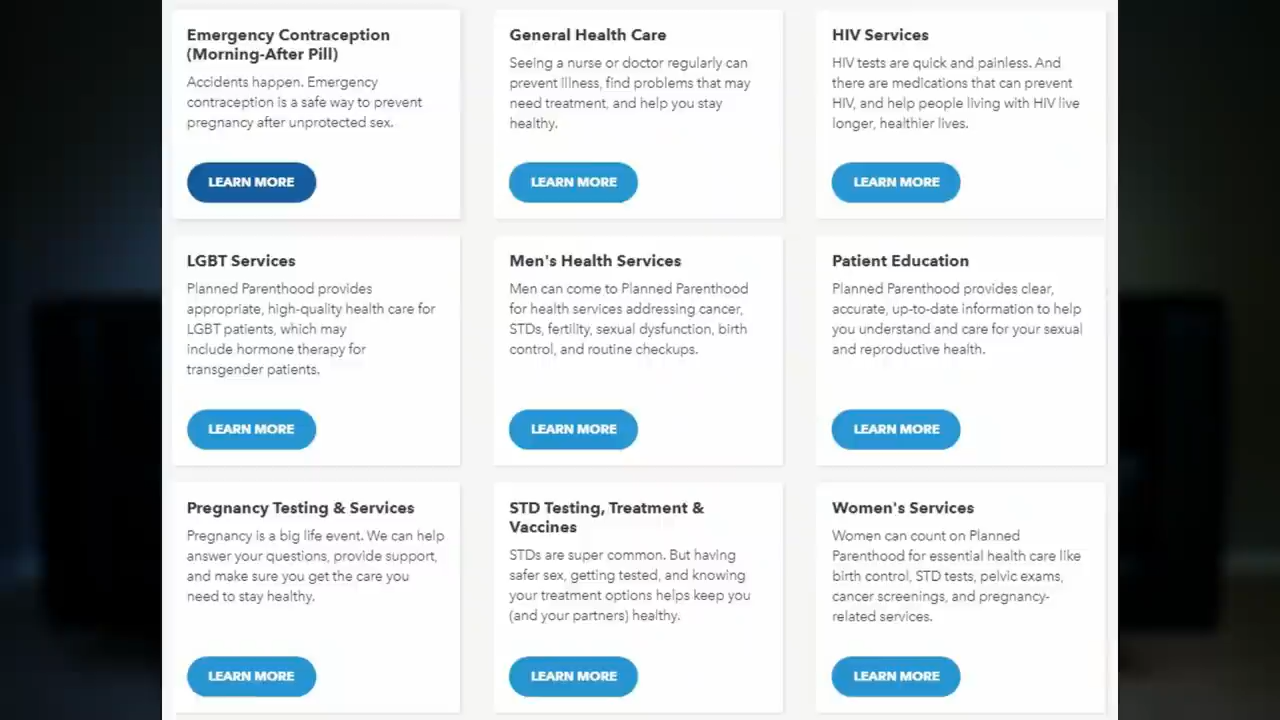 Emergency Contraception
(Morning-After Pill)
Accidents happen. Emergency
contraception is a safe way to prevent
pregnancy after unprotected sex.
LEARN MORE
General Health Care
Seeing a nurse or doctor regularly can
prevent illness, find problems that may
need treatment, and help you stay
healthy.
LEARN MORE
HIV Services
HIV tests are quick and painless. And
there are medications that can prevent
HIV, and help people living with HIV live
longer, healthier lives.
LEARN MORE
LGBT Services
Planned Parenthood provides
appropriate, high-quality health care for
LGBT patients, which may
include hormone therapy for
transgender patients.
LEARN MORE
Men's Health Services
Men can come to Planned Parenthood
for health services addressing cancer,
STDs, fertility, sexual dysfunction, birth
control, and routine checkups.
LEARN MORE
Patient Education
Planned Parenthood provides clear,
accurate, up-to-date information to help
you understand and care for your sexual
and reproductive health.
LEARN MORE
Pregnancy Testing & Services
Pregnancy is a big life event. We can help
answer your questions, provide support,
and make sure you get the care you
need to stay healthy.
LEARN MORE
STD Testing, Treatment &
Vaccines
STDs are super common. But having
safer sex, getting tested, and knowing
your treatment options helps keep you
(and your partners) healthy.
LEARN MORE
Women's Services
Women can count on Planned
Parenthood for essential health care like
birth control, STD tests, pelvic exams,
cancer screenings, and pregnancy-
related services.
LEARN MORE